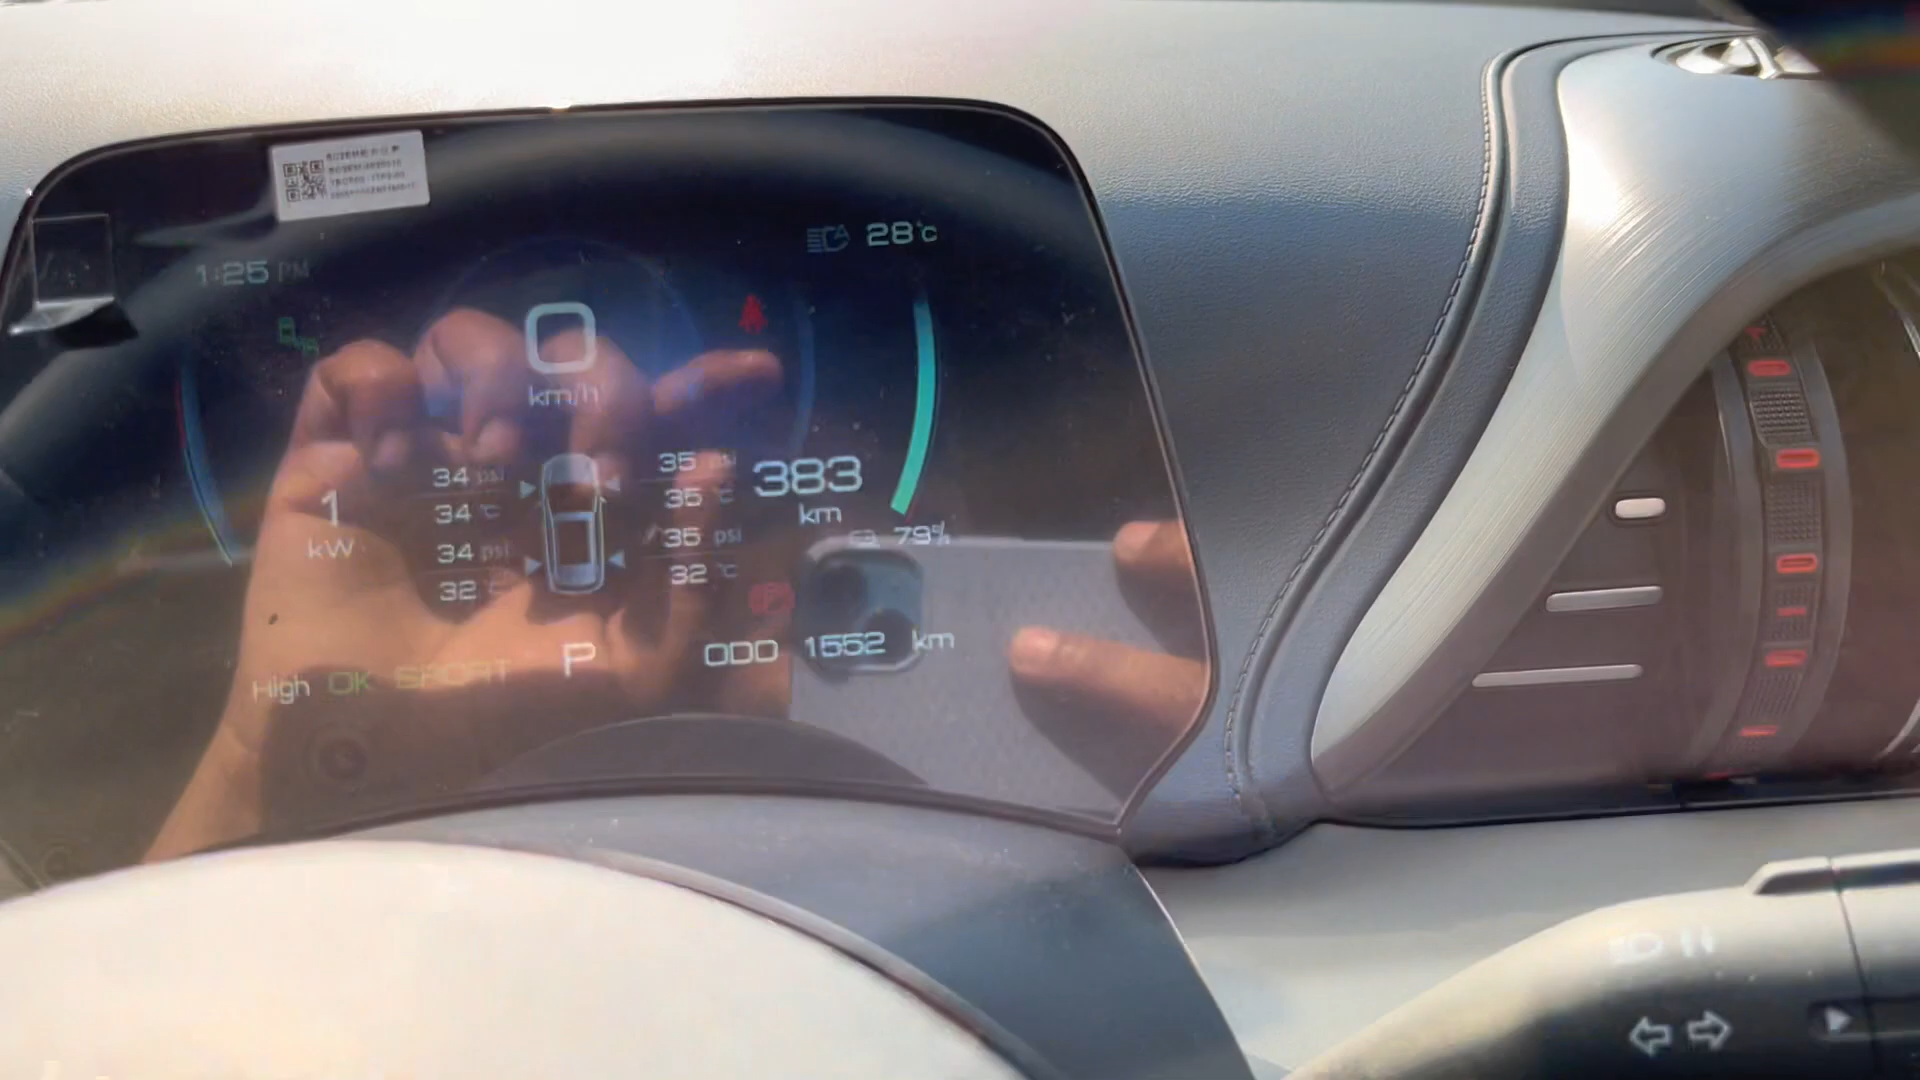 1:25 PM
28°c
0
km/h
34 psi
34 °c
34 psi
32 °c
35 psi
35 °c
35 psi
32 °c
1
kW
383
km
79%
High OK SPORT
P
ODO 1552 km